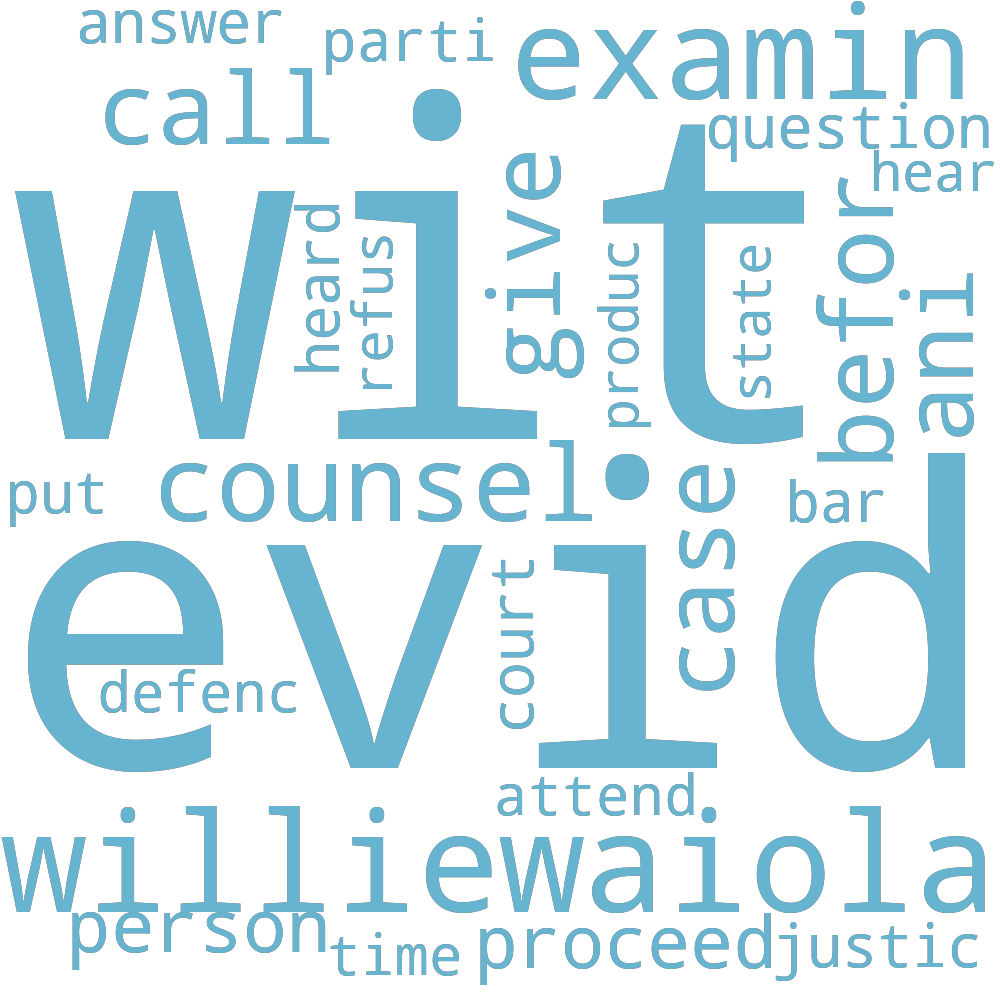 answer
parti
examin
call
question
hear
wit
heard
refus
give
produc
state
befor
ani
put
counsel
case
bar
evid
court
defenc
attend
williewaiola
person
time
proceed
justic